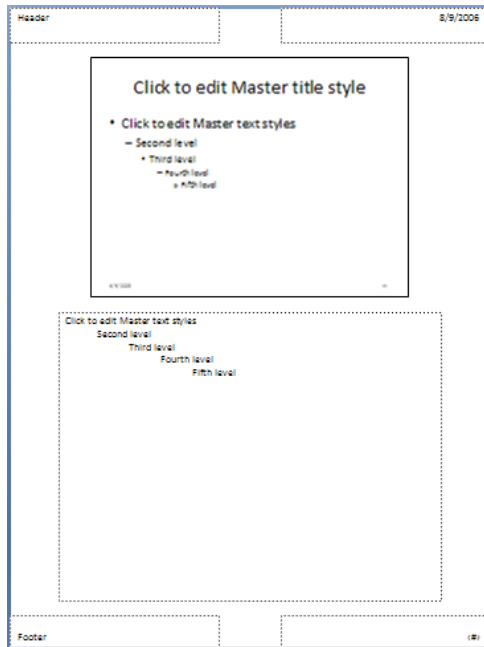 Header
8/9/2006
Click to edit Master title style
• Click to edit Master text styles
– Second level
• Third level
– Fourth level
» Fifth level
Click to edit Master text styles
Second level
Third level
Fourth level
Fifth level
Footer
‹#›